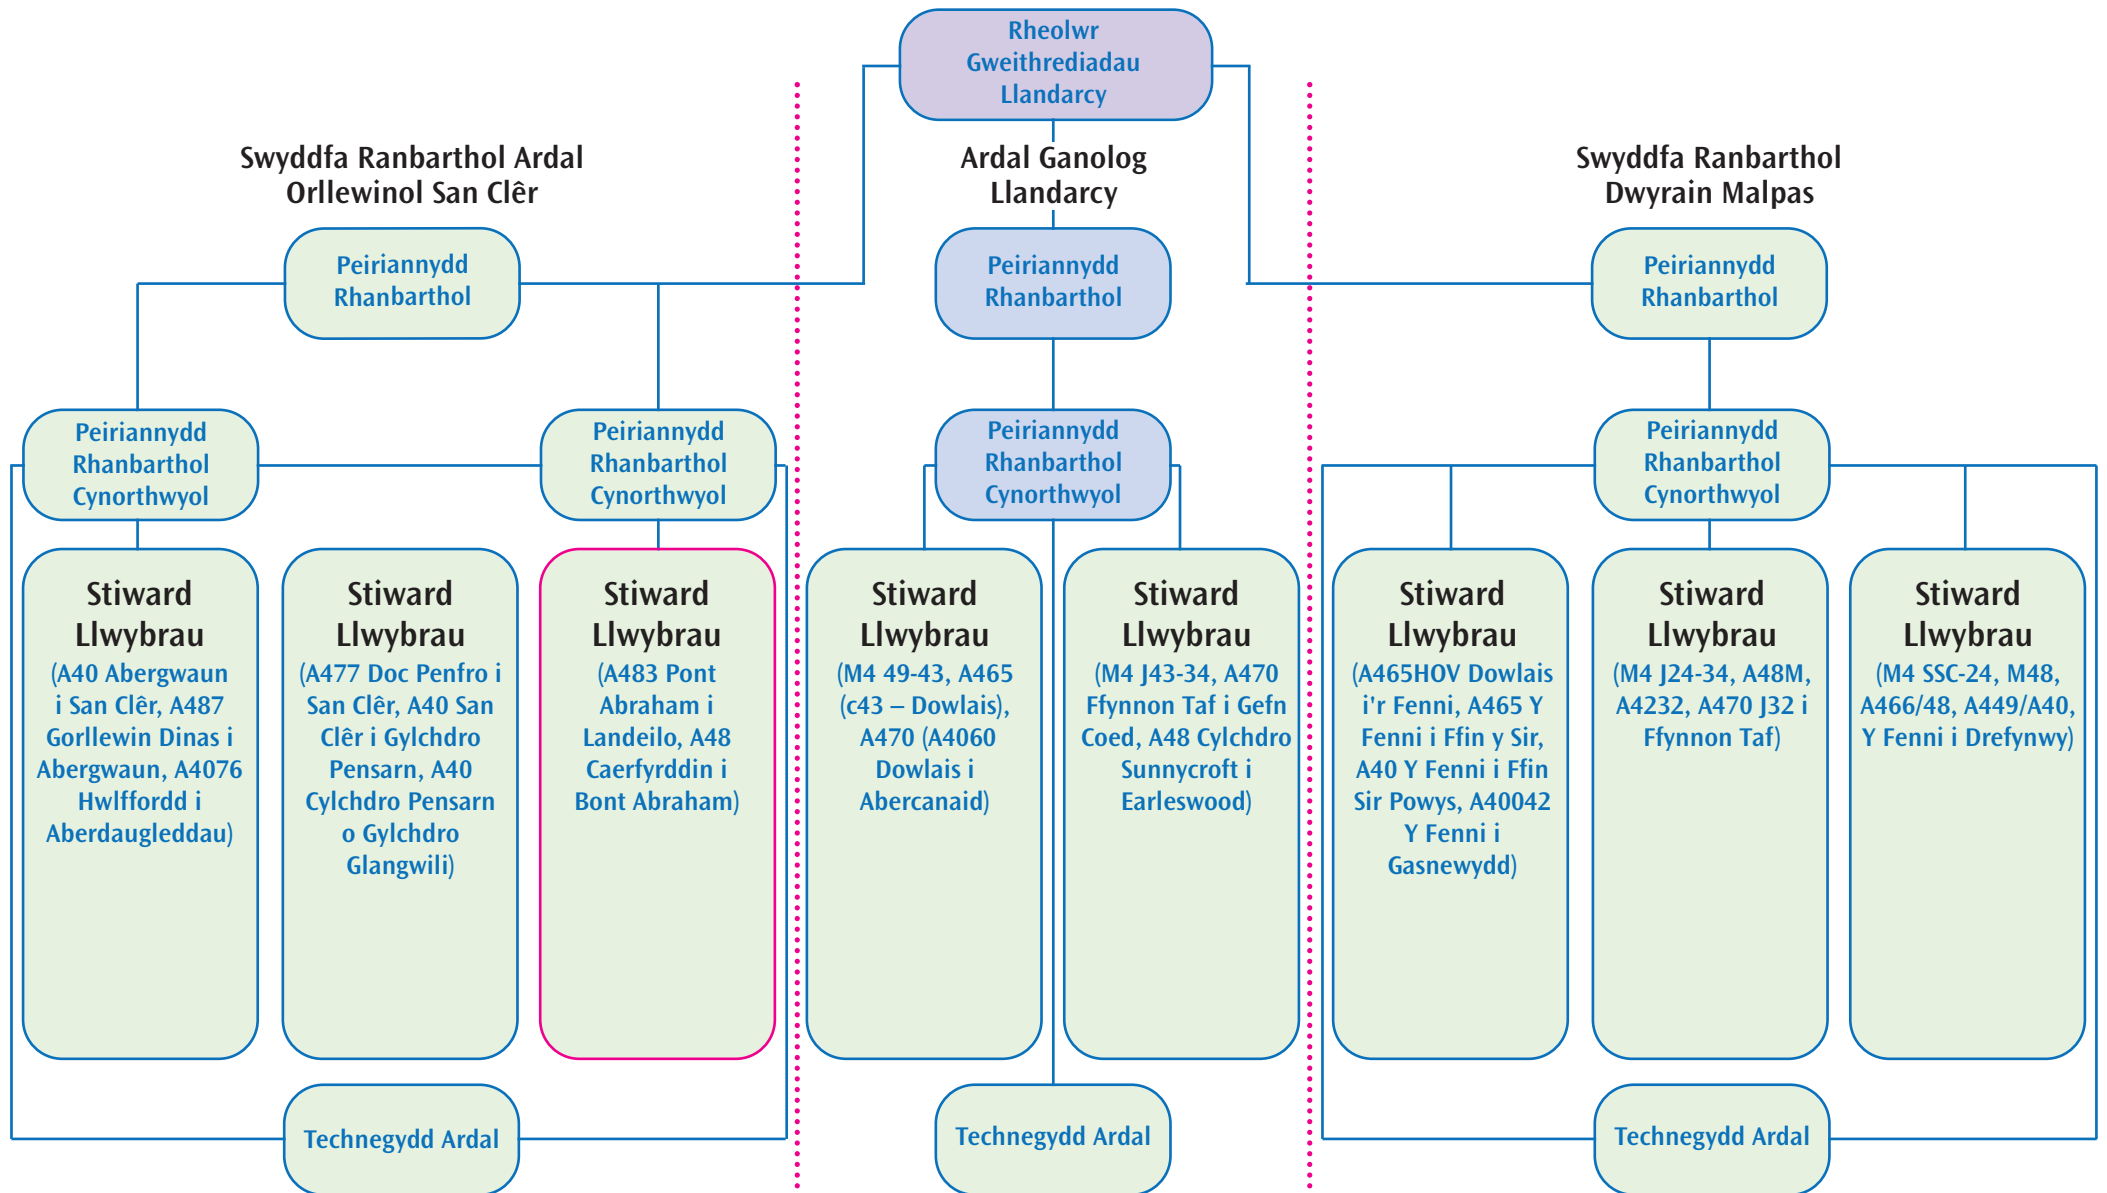 Rheolwr
Gweithrediadau
Llandarcy
Swyddfa Ranbarthol Ardal
Orllewinol San Clêr
Ardal Ganolog
Llandarcy
Swyddfa Ranbarthol
Dwyrain Malpas
Peiriannydd
Rhanbarthol
Peiriannydd
Rhanbarthol
Peiriannydd
Rhanbarthol
Peiriannydd
Rhanbarthol
Cynorthwyol
Peiriannydd
Rhanbarthol
Cynorthwyol
Peiriannydd
Rhanbarthol
Cynorthwyol
Peiriannydd
Rhanbarthol
Cynorthwyol
Stiward
Llwybrau
(A40 Abergwaun
i San Clêr, A487
Gorllewin Dinas i
Abergwaun, A4076
Hwlffordd i
Aberdaugleddau)
Stiward
Llwybrau
(A477 Doc Penfro i
San Clêr, A40 San
Clêr i Gylchdro
Pensarn, A40
Cylchdro Pensarn
o Gylchdro
Glangwili)
Stiward
Llwybrau
(A483 Pont
Abraham i
Landeilo, A48
Caerfyrddin i
Bont Abraham)
Stiward
Llwybrau
(M4 49-43, A465
(c43 – Dowlais),
A470 (A4060
Dowlais i
Abercanaid)
Stiward
Llwybrau
(M4 J43-34, A470
Ffynnon Taf i Gefn
Coed, A48 Cylchdro
Sunnycroft i
Earleswood)
Stiward
Llwybrau
(A465HOV Dowlais
i'r Fenni, A465 Y
Fenni i Ffin y Sir,
A40 Y Fenni i Ffin
Sir Powys, A40042
Y Fenni i
Gasnewydd)
Stiward
Llwybrau
(M4 J24-34, A48M,
A4232, A470 J32 i
Ffynnon Taf)
Stiward
Llwybrau
(M4 SSC-24, M48,
A466/48, A449/A40,
Y Fenni i Drefynwy)
Technegydd Ardal
Technegydd Ardal
Technegydd Ardal